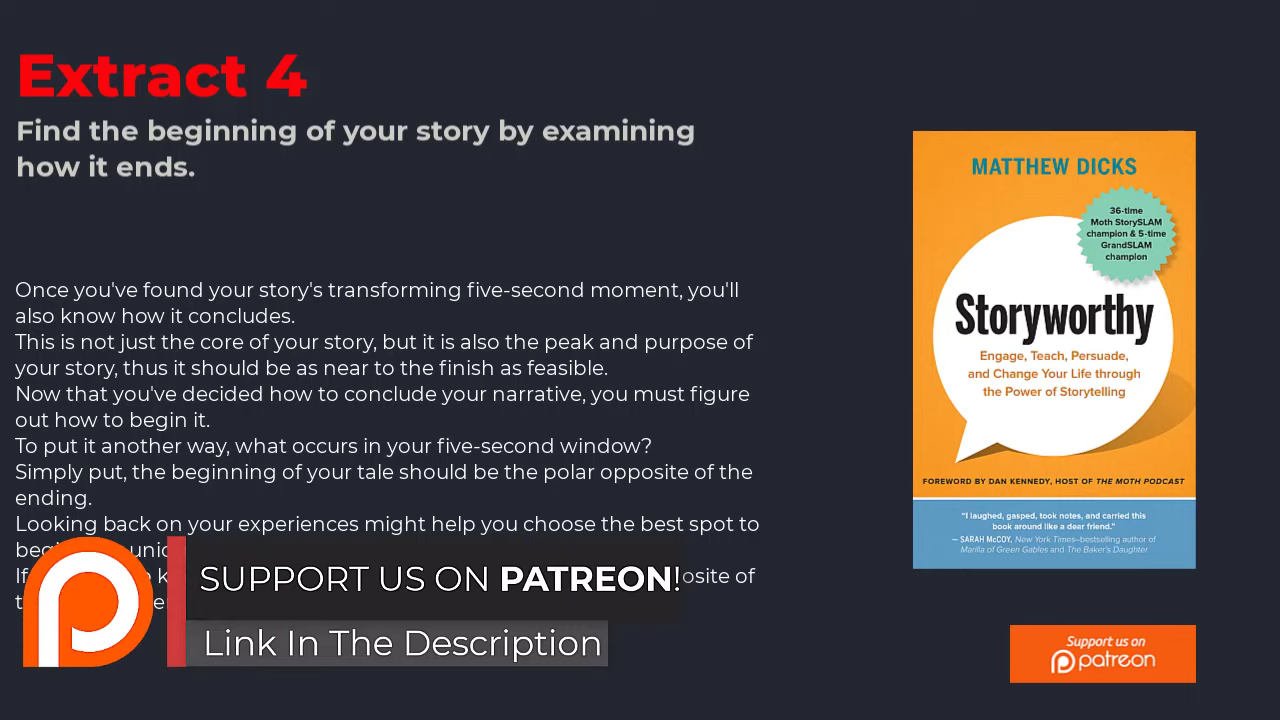 Extract 4
Find the beginning of your story by examining
how it ends.
Once you've found your story's transforming five-second moment, you'll
also know how it concludes.
This is not just the core of your story, but it is also the peak and purpose of
your story, thus it should be as near to the finish as feasible.
Now that you've decided how to conclude your narrative, you must figure
out how to begin it.
To put it another way, what occurs in your five-second window?
Simply put, the beginning of your tale should be the polar opposite of the
ending.
Looking back on your experiences might help you choose the best spot to
If
of
SUPPORT US ON PATREON!
Link In The Description
MATTHEW DICKS
36-time
Moth StorySLAM
champion & 5-time
GrandSLAM
champion
Storyworthy
Engage, Teach, Persuade,
and Change Your Life through
the Power of Storytelling
FOREWORD BY DAN KENNEDY, HOST OF THE MOTH PODCAST
"I laughed, gasped, took notes, and carried this
book around like a dear friend."
— SARAH McCOY, New York Times–bestselling author of
Marilla of Green Gables and The Baker's Daughter
Support us on
patreon